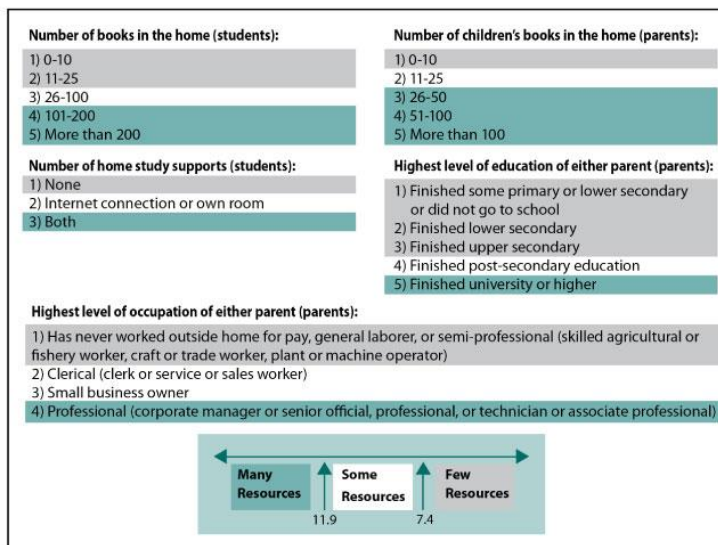 Number of books in the home (students):
1) 0-10
2) 11-25
3) 26-100
4) 101-200
5) More than 200
Number of children's books in the home (parents):
1) 0-10
2) 11-25
3) 26-50
4) 51-100
5) More than 100
Number of home study supports (students):
1) None
2) Internet connection or own room
3) Both
Highest level of education of either parent (parents):
1) Finished some primary or lower secondary
or did not go to school
2) Finished lower secondary
3) Finished upper secondary
4) Finished post-secondary education
5) Finished university or higher
Highest level of occupation of either parent (parents):
1) Has never worked outside home for pay, general laborer, or semi-professional (skilled agricultural or
fishery worker, craft or trade worker, plant or machine operator)
2) Clerical (clerk or service or sales worker)
3) Small business owner
4) Professional (corporate manager or senior official, professional, or technician or associate professional)
Many
Resources
Some
Resources
Few
Resources
11.9
7.4